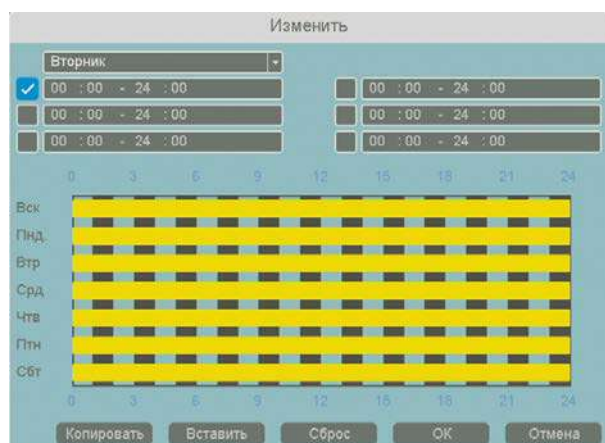 Изменить
Вторник
00 :00 - 24 :00 00 :00 - 24 :00
00 :00 - 24 :00 00 :00 - 24 :00
00 :00 - 24 :00 00 :00 - 24 :00
0 3 6 9 12 15 18 21 24
Вск
Пнд.
Втр
Срд
Чтв
Птн
Сбт
0 3 6 9 12 15 18 21 24
Копировать Вставить Сброс ОК Отмена